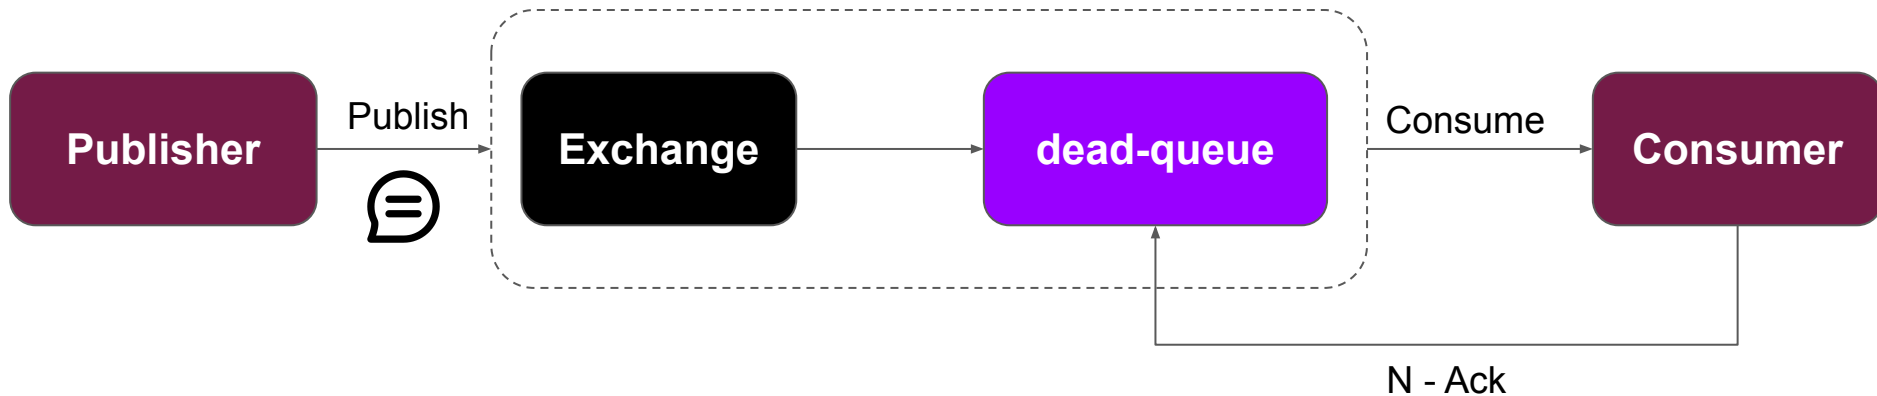 Publisher
Publish
Exchange
dead-queue
Consume
Consumer
N - Ack